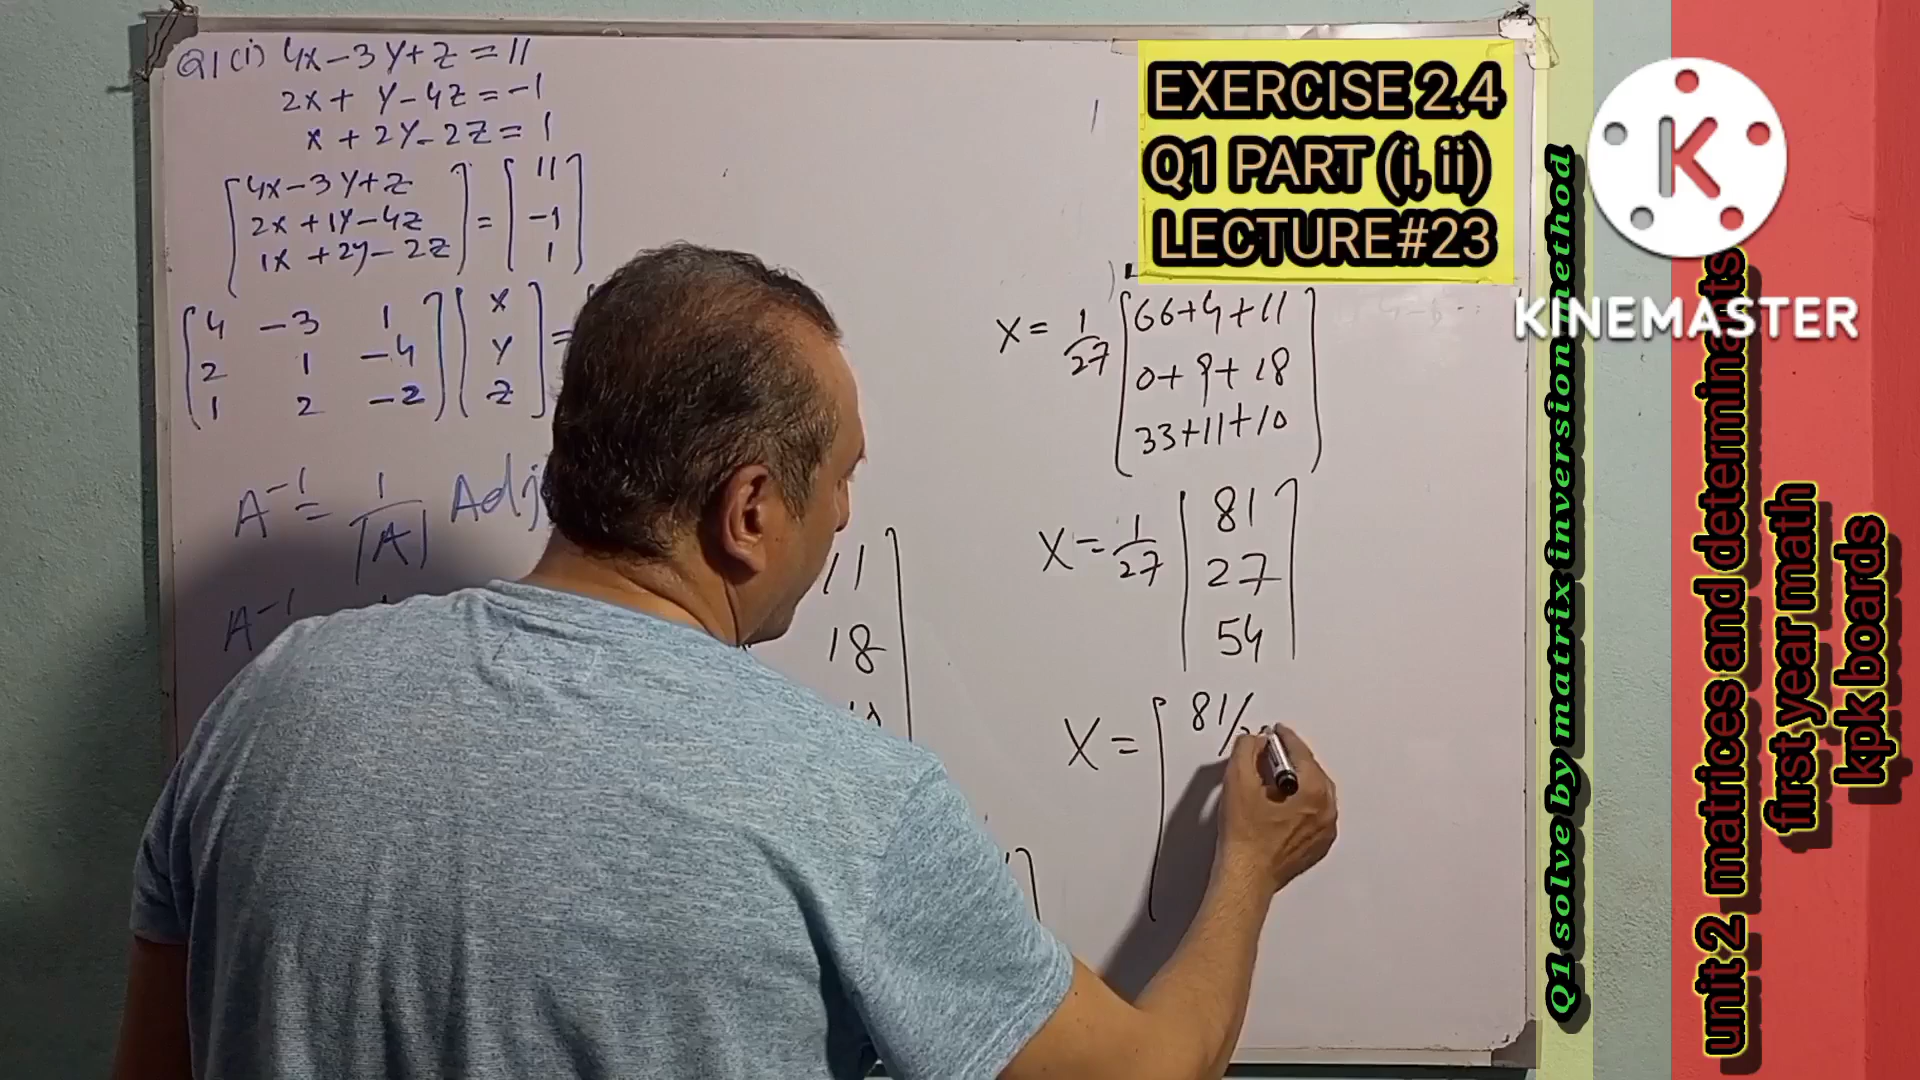 Q1(i) 4x-3y+z=11
2x+ y-4z=-1
x+2y-2z=1
[4x-3y+z] = [11]
[2x+1y-4z] [-1]
[1x+2y-2z] [1]
[4 -3 1] [x] =
[2 1 -4] [y]
[1 2 -2] [z]
A⁻¹= 1/|A| Adj
A⁻¹
11
18
X= 1/27 [66+4+11]
[0+9+18]
[33+11+10]
X= 1/27 [81]
[27]
[54]
X= [81/
EXERCISE 2.4
Q1 PART (i, ii)
LECTURE#23
KINEMASTER
Q1 solve by matrix inversion method
unit 2 matrices and determinants
first year math
kpk boards